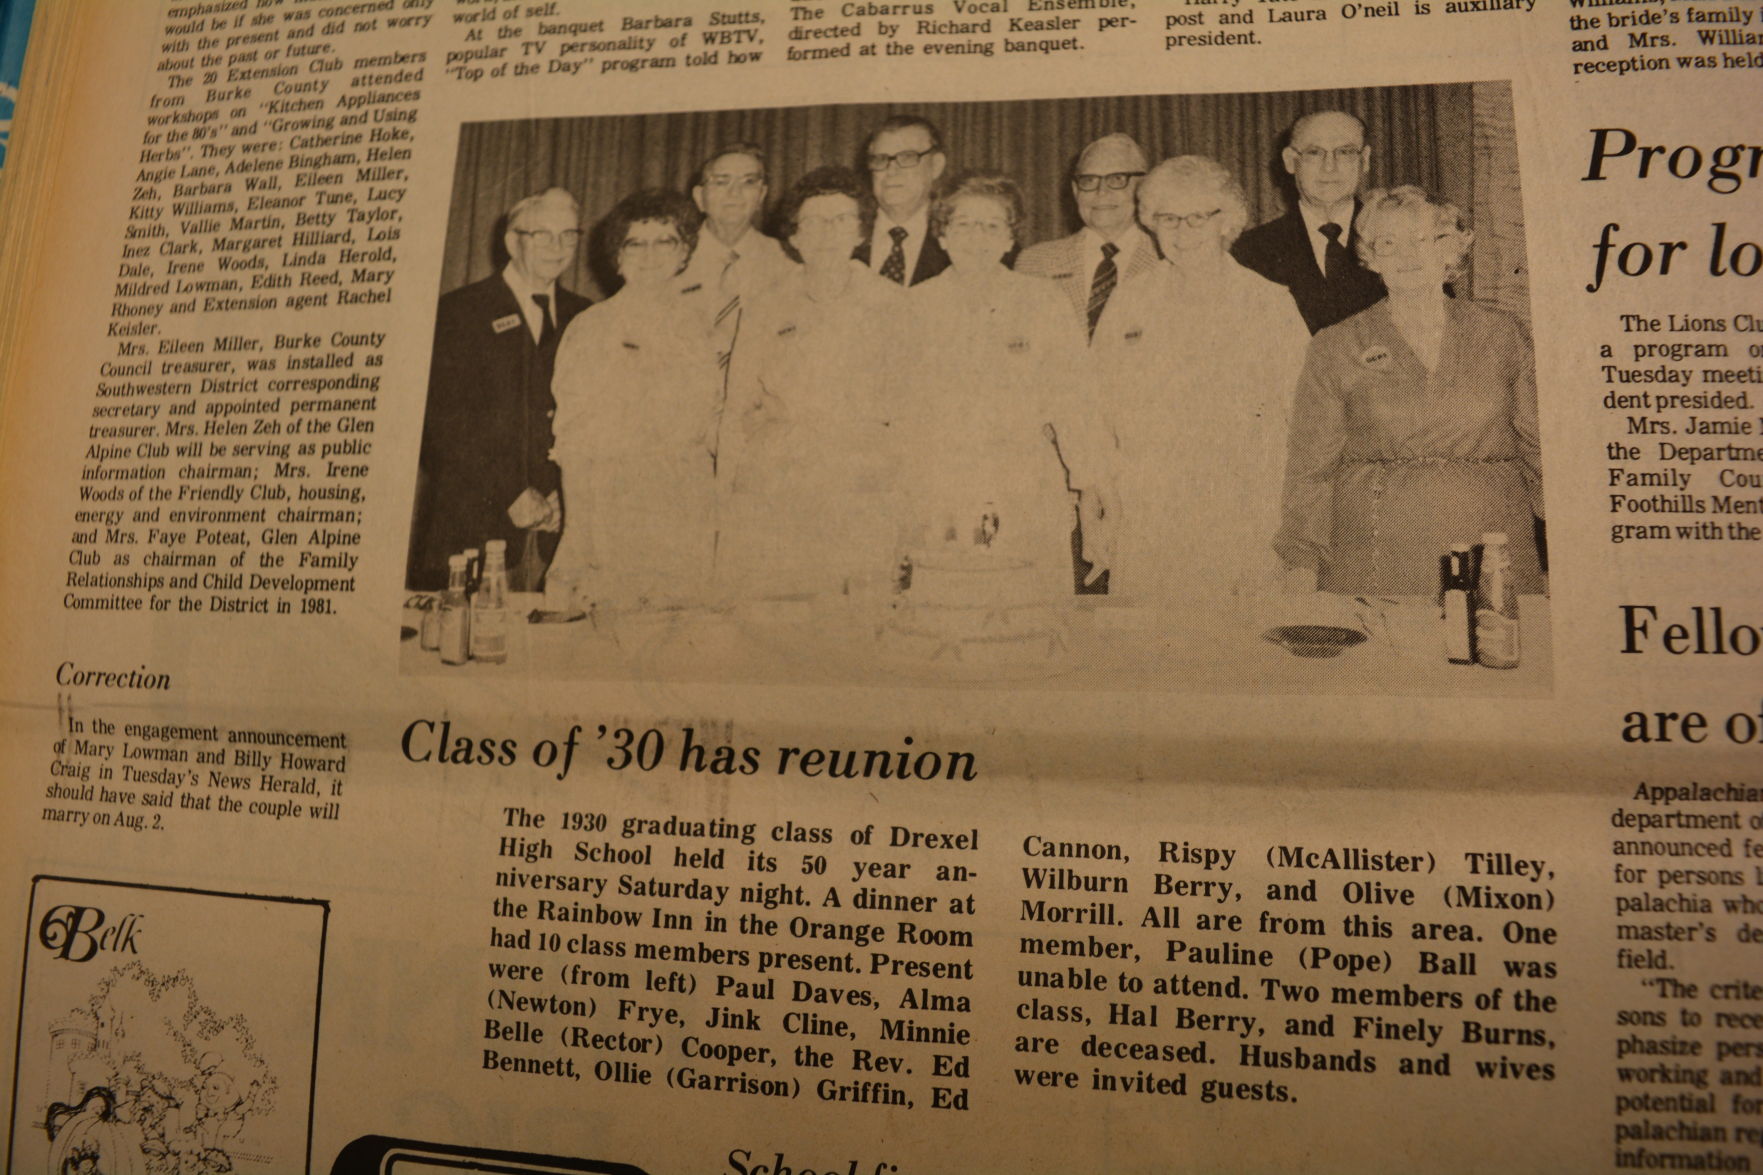 emphasized how
would be if she was concerned only
with the present and did not worry
about the past or future.
The 20 Extension Club members
from Burke County attended
workshops on "Kitchen Appliances
for the 80's" and "Growing and Using
Herbs". They were: Catherine Hoke,
Angie Lane, Adelene Bingham, Helen
Zeh, Barbara Wall, Eileen Miller,
Kitty Williams, Eleanor Tune, Lucy
Smith, Vallie Martin, Betty Taylor,
Inez Clark, Margaret Hilliard, Lois
Dale, Irene Woods, Linda Herold,
Mildred Lowman, Edith Reed, Mary
Rhoney and Extension agent Rachel
Keisler.
Mrs. Eileen Miller, Burke County
Council treasurer, was installed as
Southwestern District corresponding
secretary and appointed permanent
treasurer. Mrs. Helen Zeh of the Glen
Alpine Club will be serving as public
information chairman; Mrs. Irene
Woods of the Friendly Club, housing,
energy and environment chairman;
and Mrs. Faye Poteat, Glen Alpine
Club as chairman of the Family
Relationships and Child Development
Committee for the District in 1981.
world of self.
At the banquet Barbara Stutts,
popular TV personality of WBTV,
"Top of the Day" program told how
The Cabarrus Vocal Ensemble,
directed by Richard Keasler per-
formed at the evening banquet.
post and Laura O'neil is auxiliary
president.
the bride's family
and Mrs. William
reception was held
Correction
In the engagement announcement
of Mary Lowman and Billy Howard
Craig in Tuesday's News Herald, it
should have said that the couple will
marry on Aug. 2.
Belk
Class of '30 has reunion
The 1930 graduating class of Drexel
High School held its 50 year an-
niversary Saturday night. A dinner at
the Rainbow Inn in the Orange Room
had 10 class members present. Present
were (from left) Paul Daves, Alma
(Newton) Frye, Jink Cline, Minnie
Belle (Rector) Cooper, the Rev. Ed
Bennett, Ollie (Garrison) Griffin, Ed
Cannon, Rispy (McAllister) Tilley,
Wilburn Berry, and Olive (Mixon)
Morrill. All are from this area. One
member, Pauline (Pope) Ball was
unable to attend. Two members of the
class, Hal Berry, and Finely Burns,
are deceased. Husbands and wives
were invited guests.
Progr
for lo
The Lions Clu
a program o
Tuesday meeti
dent presided.
Mrs. Jamie
the Departme
Family Cou
Foothills Ment
gram with the
Fello
are of
Appalachian
department o
announced fe
for persons l
palachia who
master's de
field.
"The crite
sons to rece
phasize pers
working and
potential for
palachian re
information
School